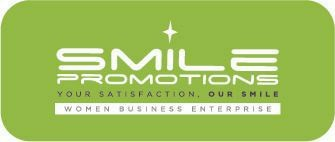 SMILE
PROMOTIONS
YOUR SATISFACTION, OUR SMILE
WOMEN BUSINESS ENTERPRISE